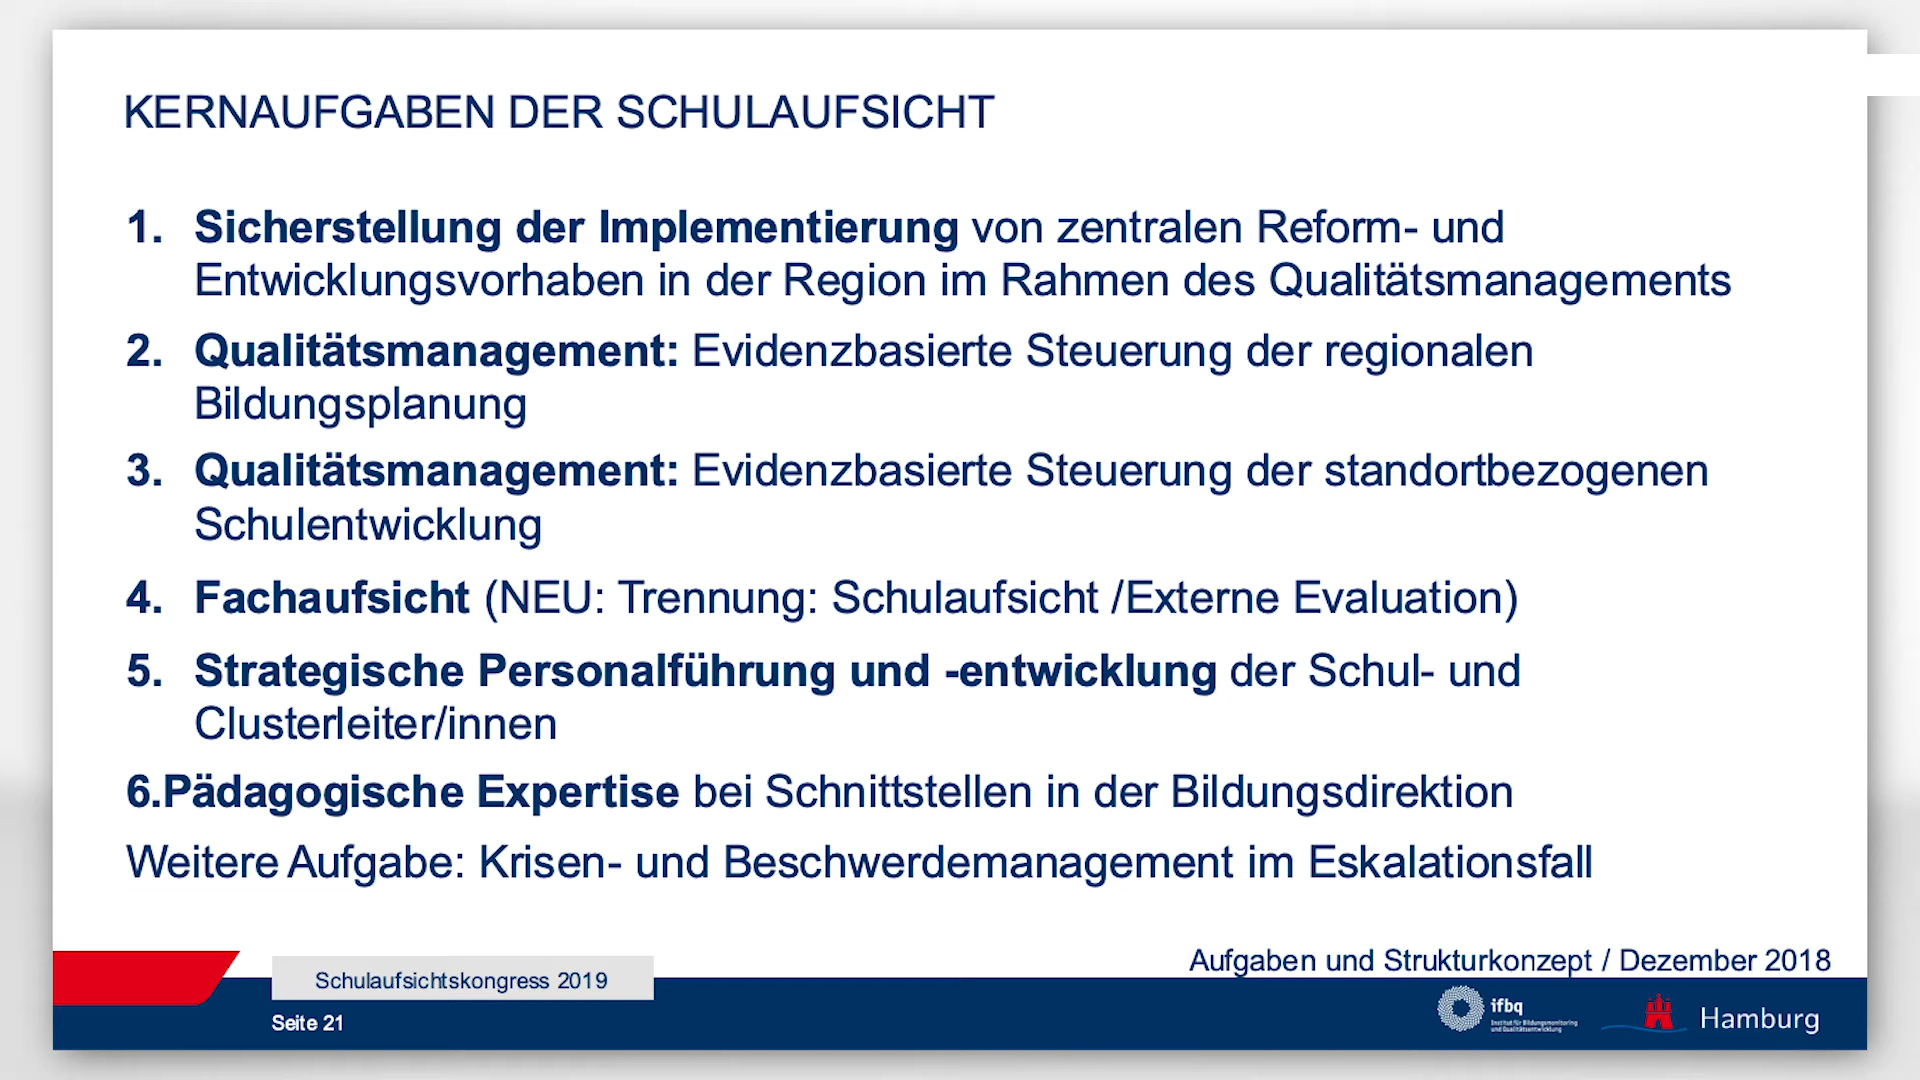 KERNAUFGABEN DER SCHULAUFSICHT
1. Sicherstellung der Implementierung von zentralen Reform- und
Entwicklungsvorhaben in der Region im Rahmen des Qualitätsmanagements
2. Qualitätsmanagement: Evidenzbasierte Steuerung der regionalen
Bildungsplanung
3. Qualitätsmanagement: Evidenzbasierte Steuerung der standortbezogenen
Schulentwicklung
4. Fachaufsicht (NEU: Trennung: Schulaufsicht /Externe Evaluation)
5. Strategische Personalführung und -entwicklung der Schul- und
Clusterleiter/innen
6.Pädagogische Expertise bei Schnittstellen in der Bildungsdirektion
Weitere Aufgabe: Krisen- und Beschwerdemanagement im Eskalationsfall
Aufgaben und Strukturkonzept / Dezember 2018
Schulaufsichtskongress 2019
Seite 21
ifbq
Institut für Bildungsmonitoring
und Qualitätsentwicklung
Hamburg